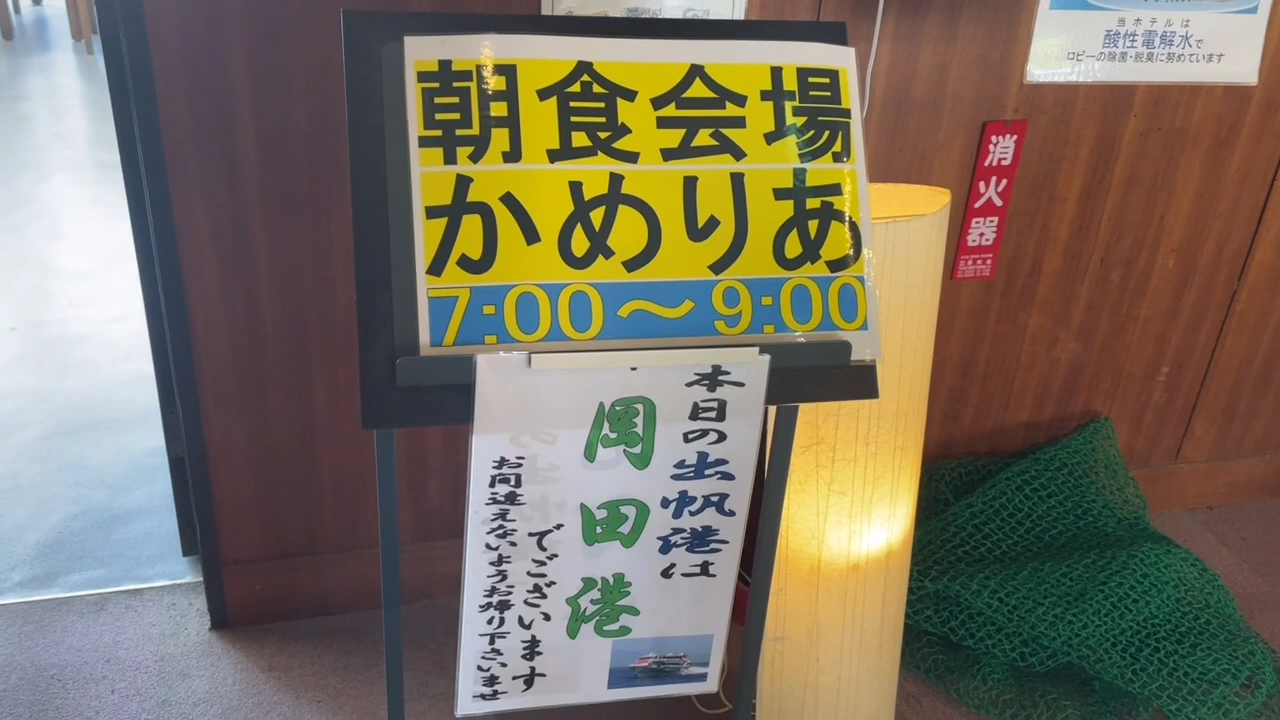 朝食会場
かめりあ
7:00～9:00
本日の出帆港は
岡田港
でございます
お間違えないようお帰り下さいませ
当ホテルは
酸性電解水で
ロビーの除菌・脱臭に努めています
消火器